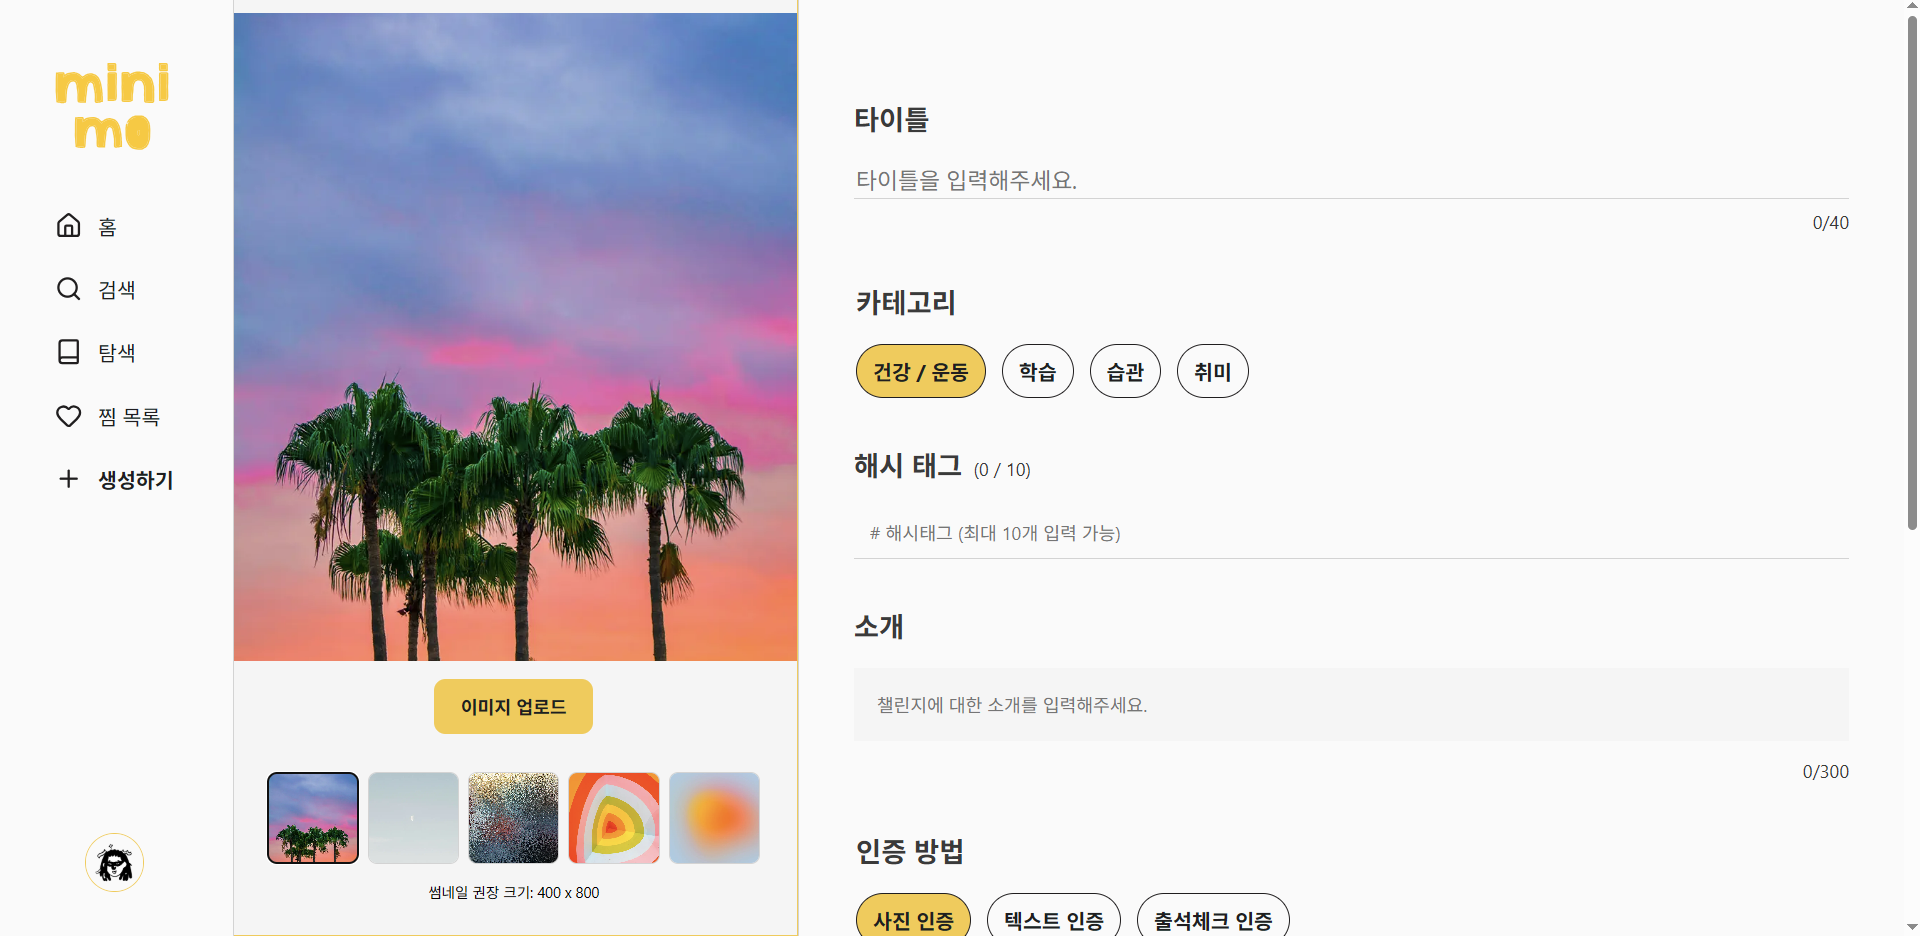 mini
mo
홈
검색
탐색
찜 목록
생성하기
이미지 업로드
썸네일 권장 크기: 400 x 800
타이틀
타이틀을 입력해주세요.
0/40
카테고리
건강 / 운동 학습 습관 취미
해시 태그 (0 / 10)
# 해시태그 (최대 10개 입력 가능)
소개
챌린지에 대한 소개를 입력해주세요.
0/300
인증 방법
사진 인증 텍스트 인증 출석체크 인증